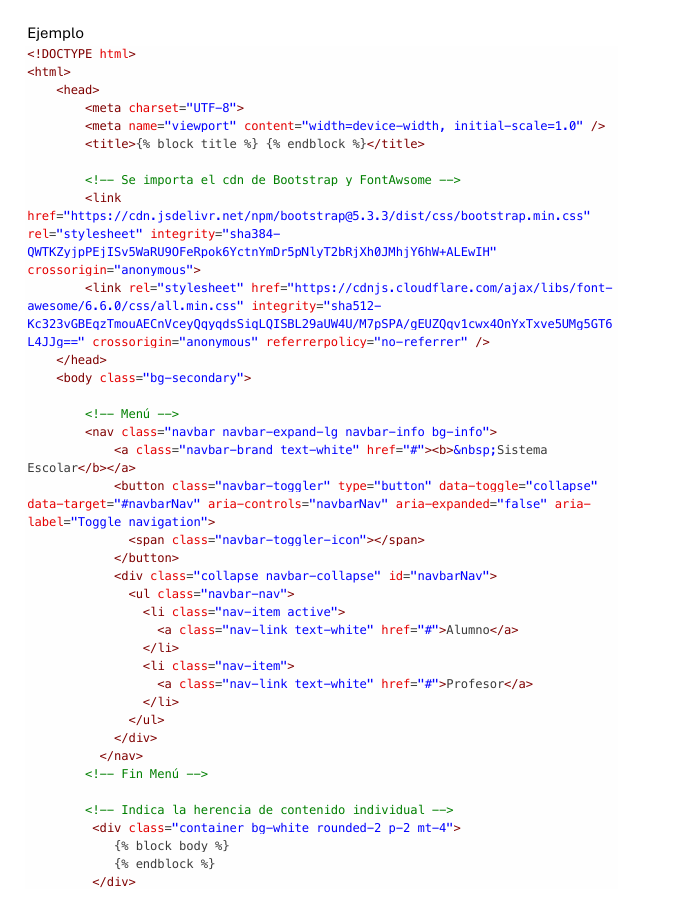 Ejemplo
<!DOCTYPE html>
<html>
    <head>
        <meta charset="UTF-8">
        <meta name="viewport" content="width=device-width, initial-scale=1.0" />
        <title>{% block title %} {% endblock %}</title>

        <!-- Se importa el cdn de Bootstrap y FontAwsome -->
        <link
href="https://cdn.jsdelivr.net/npm/bootstrap@5.3.3/dist/css/bootstrap.min.css"
rel="stylesheet" integrity="sha384-
QWTKZyjpPEjISv5WaRU9OFeRpok6YctnYmDr5pNlyT2bRjXh0JMhjY6hW+ALEwIH"
crossorigin="anonymous">
        <link rel="stylesheet" href="https://cdnjs.cloudflare.com/ajax/libs/font-
awesome/6.6.0/css/all.min.css" integrity="sha512-
Kc323vGBEqzTmouAECnVceyQqyqdsSiqLQISBL29aUW4U/M7pSPA/gEUZQqv1cwx4OnYxTxve5UMg5GT6
L4JJg==" crossorigin="anonymous" referrerpolicy="no-referrer" />
    </head>
    <body class="bg-secondary">

        <!-- Menú -->
        <nav class="navbar navbar-expand-lg navbar-info bg-info">
            <a class="navbar-brand text-white" href="#"><b>&nbsp;Sistema
Escolar</b></a>
            <button class="navbar-toggler" type="button" data-toggle="collapse"
data-target="#navbarNav" aria-controls="navbarNav" aria-expanded="false" aria-
label="Toggle navigation">
              <span class="navbar-toggler-icon"></span>
            </button>
            <div class="collapse navbar-collapse" id="navbarNav">
              <ul class="navbar-nav">
                <li class="nav-item active">
                  <a class="nav-link text-white" href="#">Alumno</a>
                </li>
                <li class="nav-item">
                  <a class="nav-link text-white" href="#">Profesor</a>
                </li>
              </ul>
            </div>
          </nav>
        <!-- Fin Menú -->

        <!-- Indica la herencia de contenido individual -->
         <div class="container bg-white rounded-2 p-2 mt-4">
            {% block body %}
            {% endblock %}
         </div>